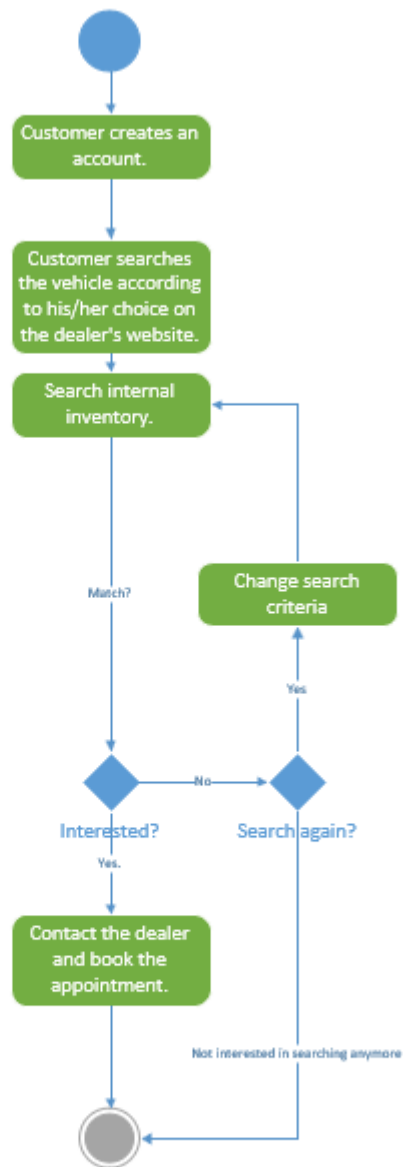 Customer creates an
account.
Customer searches
the vehicle according
to his/her choice on
the dealer's website.
Search internal
inventory.
Change search
criteria
Match?
Yes
No
Interested?
Search again?
Yes.
Contact the dealer
and book the
appointment.
Not interested in searching anymore